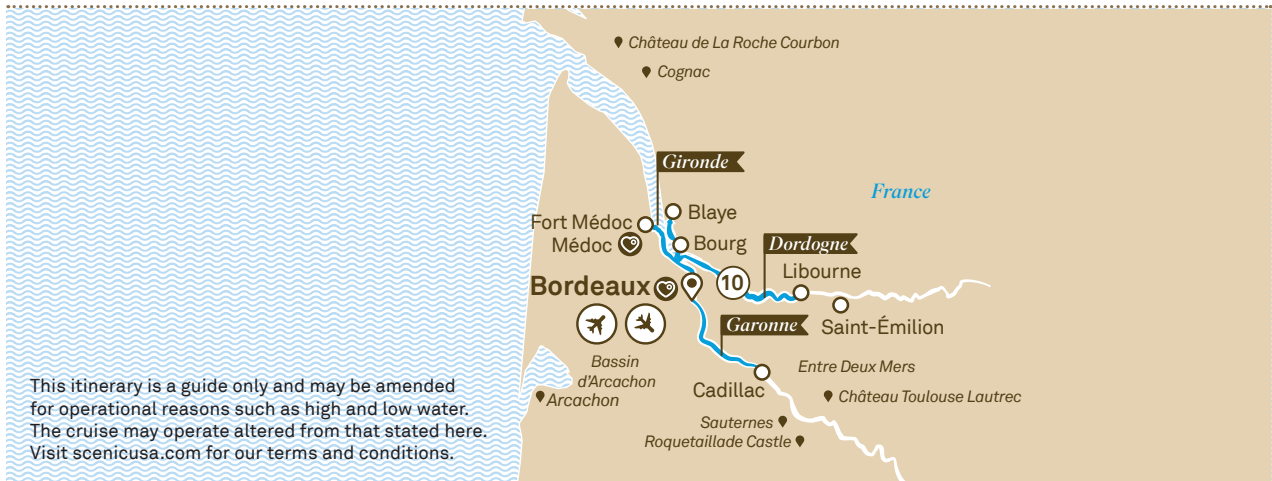 Château de La Roche Courbon
Cognac
Gironde
France
Blaye
Fort Médoc
Médoc
Bourg
Dordogne
Libourne
Bordeaux
10
Saint-Émilion
Garonne
Bassin
d'Arcachon
Arcachon
Entre Deux Mers
Cadillac
Château Toulouse Lautrec
Sauternes
Roquetaillade Castle
This itinerary is a guide only and may be amended
for operational reasons such as high and low water.
The cruise may operate altered from that stated here.
Visit scenicusa.com for our terms and conditions.